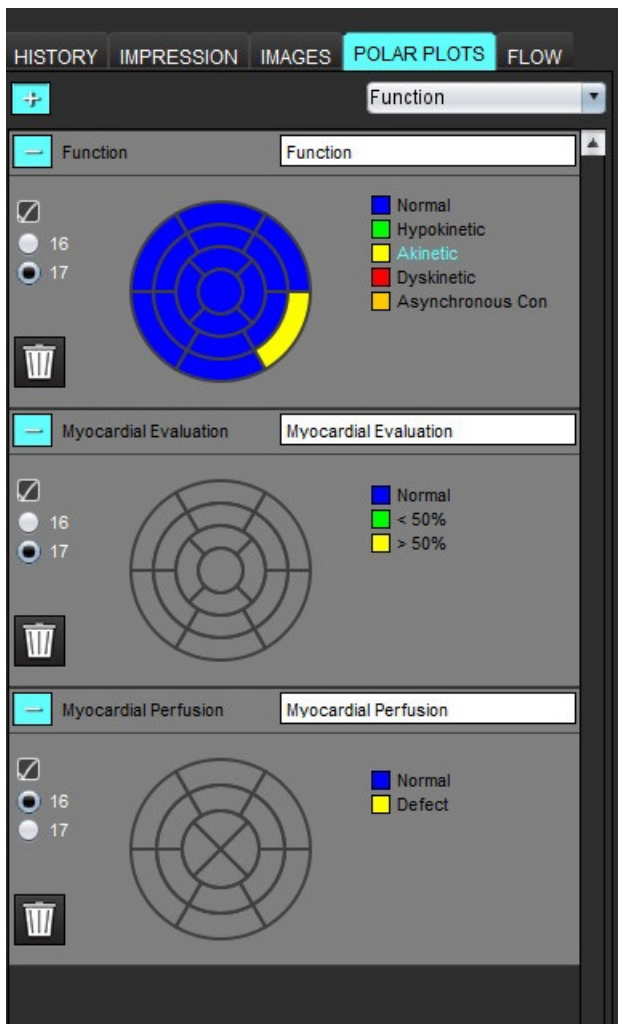 HISTORY IMPRESSION IMAGES POLAR PLOTS FLOW
Function
Function Function
Normal
Hypokinetic
16
Akinetic
17
Dyskinetic
Asynchronous Con
Myocardial Evaluation Myocardial Evaluation
Normal
16
< 50%
17
> 50%
Myocardial Perfusion Myocardial Perfusion
Normal
16
Defect
17